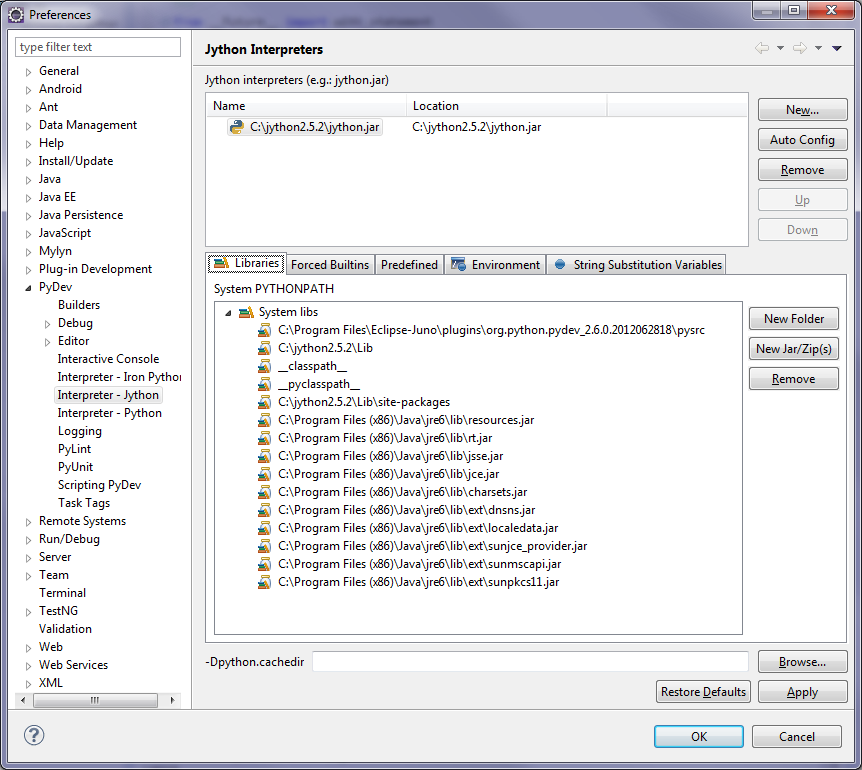 Preferences
type filter text
General
Android
Ant
Data Management
Help
Install/Update
Java
Java EE
Java Persistence
JavaScript
Mylyn
Plug-in Development
PyDev
Builders
Debug
Editor
Interactive Console
Interpreter - Iron Python
Interpreter - Jython
Interpreter - Python
Logging
PyLint
PyUnit
Scripting PyDev
Task Tags
Remote Systems
Run/Debug
Server
Team
Terminal
TestNG
Validation
Web
Web Services
XML
Jython Interpreters
Jython interpreters (e.g.: jython.jar)
Name Location
C:\jython2.5.2\jython.jar C:\jython2.5.2\jython.jar
New...
Auto Config
Remove
Up
Down
Libraries Forced Builtins Predefined Environment String Substitution Variables
System PYTHONPATH
System libs
C:\Program Files\Eclipse-Juno\plugins\org.python.pydev_2.6.0.2012062818\pysrc
C:\jython2.5.2\Lib
__classpath__
__pyclasspath__
C:\jython2.5.2\Lib\site-packages
C:\Program Files (x86)\Java\jre6\lib\resources.jar
C:\Program Files (x86)\Java\jre6\lib\rt.jar
C:\Program Files (x86)\Java\jre6\lib\jsse.jar
C:\Program Files (x86)\Java\jre6\lib\jce.jar
C:\Program Files (x86)\Java\jre6\lib\charsets.jar
C:\Program Files (x86)\Java\jre6\lib\ext\dnsns.jar
C:\Program Files (x86)\Java\jre6\lib\ext\localedata.jar
C:\Program Files (x86)\Java\jre6\lib\ext\sunjce_provider.jar
C:\Program Files (x86)\Java\jre6\lib\ext\sunmscapi.jar
C:\Program Files (x86)\Java\jre6\lib\ext\sunpkcs11.jar
New Folder
New Jar/Zip(s)
Remove
-Dpython.cachedir
Browse...
Restore Defaults
Apply
OK
Cancel